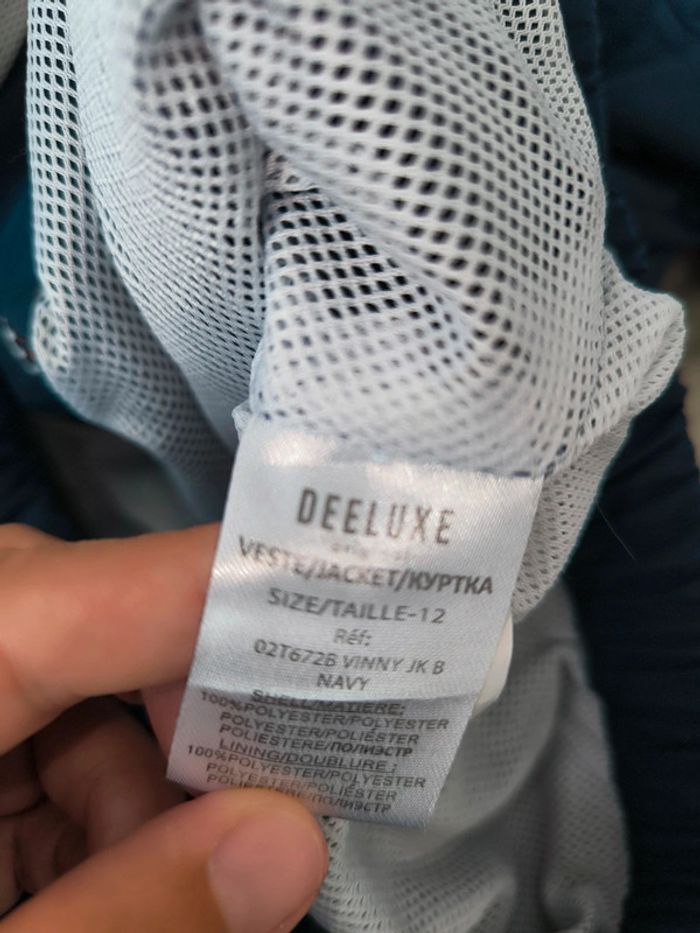 DEELUXE
VESTE/JACKET/КУРТКА
SIZE/TAILLE-12
Réf:
02T672B VINNY JK B
NAVY
SHELL/MATIERE:
100%POLYESTER/POLYESTER
POLYESTER/POLIÉSTER
POLIESTERE/ПОЛИЭСТР
LINING/DOUBLURE :
100%POLYESTER/POLYESTER
POLYESTER/POLIÉSTER
POLIESTERE/ПОЛИЭСТР